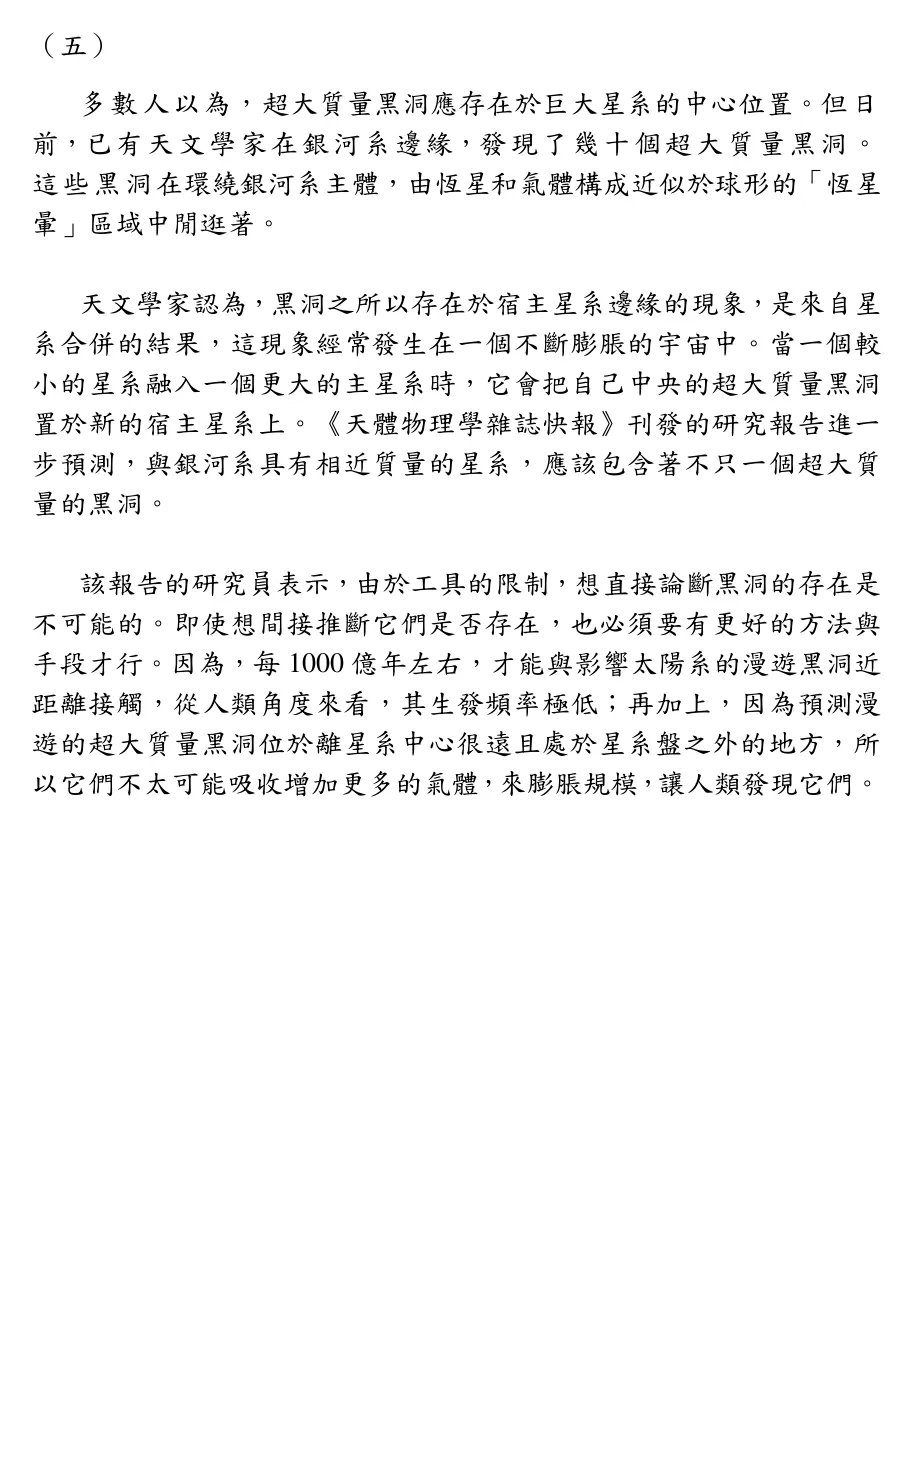 （五）
多數人以為，超大質量黑洞應存在於巨大星系的中心位置。但日
前，已有天文學家在銀河系邊緣，發現了幾十個超大質量黑洞。
這些黑洞在環繞銀河系主體，由恆星和氣體構成近似於球形的「恆星
暈」區域中閒逛著。
天文學家認為，黑洞之所以存在於宿主星系邊緣的現象，是來自星
系合併的結果，這現象經常發生在一個不斷膨脹的宇宙中。當一個較
小的星系融入一個更大的主星系時，它會把自己中央的超大質量黑洞
置於新的宿主星系上。《天體物理學雜誌快報》刊發的研究報告進一
步預測，與銀河系具有相近質量的星系，應該包含著不只一個超大質
量的黑洞。
該報告的研究員表示，由於工具的限制，想直接論斷黑洞的存在是
不可能的。即使想間接推斷它們是否存在，也必須要有更好的方法與
手段才行。因為，每 1000 億年左右，才能與影響太陽系的漫遊黑洞近
距離接觸，從人類角度來看，其生發頻率極低；再加上，因為預測漫
遊的超大質量黑洞位於離星系中心很遠且處於星系盤之外的地方，所
以它們不太可能吸收增加更多的氣體，來膨脹規模，讓人類發現它們。